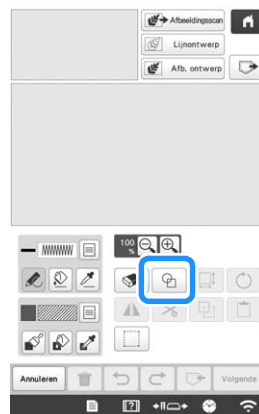 Afbeeldingsscan
Lijnontwerp
Afb. ontwerp
100
%
Annuleren
Volgende